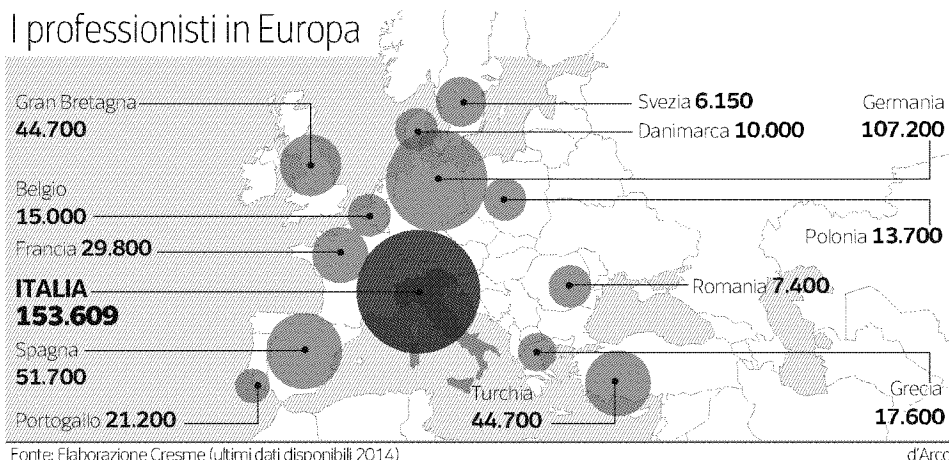 I professionisti in Europa
Gran Bretagna
44.700
Belgio
15.000
Francia 29.800
ITALIA
153.609
Spagna
51.700
Portogallo 21.200
Svezia 6.150
Danimarca 10.000
Germania
107.200
Polonia 13.700
Romania 7.400
Turchia
44.700
Grecia
17.600
Fonte: Elaborazione Cresme (ultimi dati disponibili 2014)
d'Arco